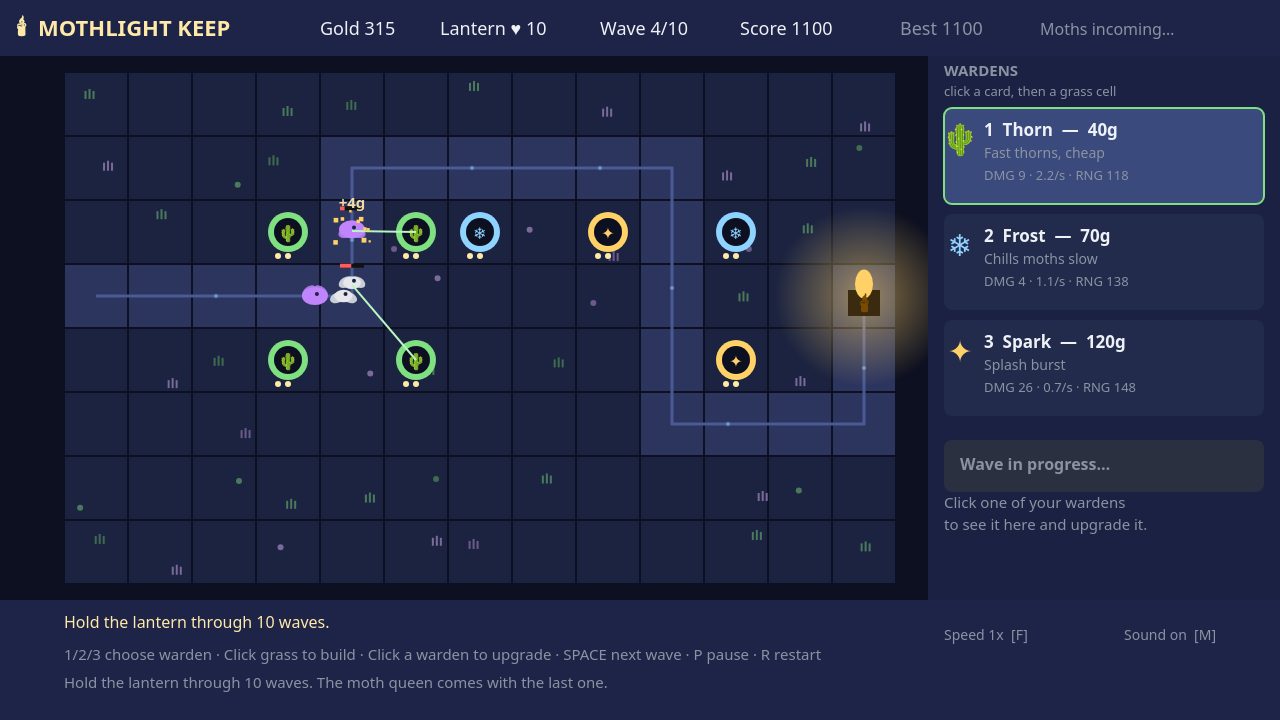 MOTHLIGHT KEEP
Gold 315
Lantern ♥ 10
Wave 4/10
Score 1100
Best 1100
Moths incoming...
WARDENS
click a card, then a grass cell
1 Thorn — 40g
Fast thorns, cheap
DMG 9 · 2.2/s · RNG 118
2 Frost — 70g
Chills moths slow
DMG 4 · 1.1/s · RNG 138
3 Spark — 120g
Splash burst
DMG 26 · 0.7/s · RNG 148
+4g
Wave in progress...
Click one of your wardens
to see it here and upgrade it.
Hold the lantern through 10 waves.
1/2/3 choose warden · Click grass to build · Click a warden to upgrade · SPACE next wave · P pause · R restart
Hold the lantern through 10 waves. The moth queen comes with the last one.
Speed 1x [F]
Sound on [M]